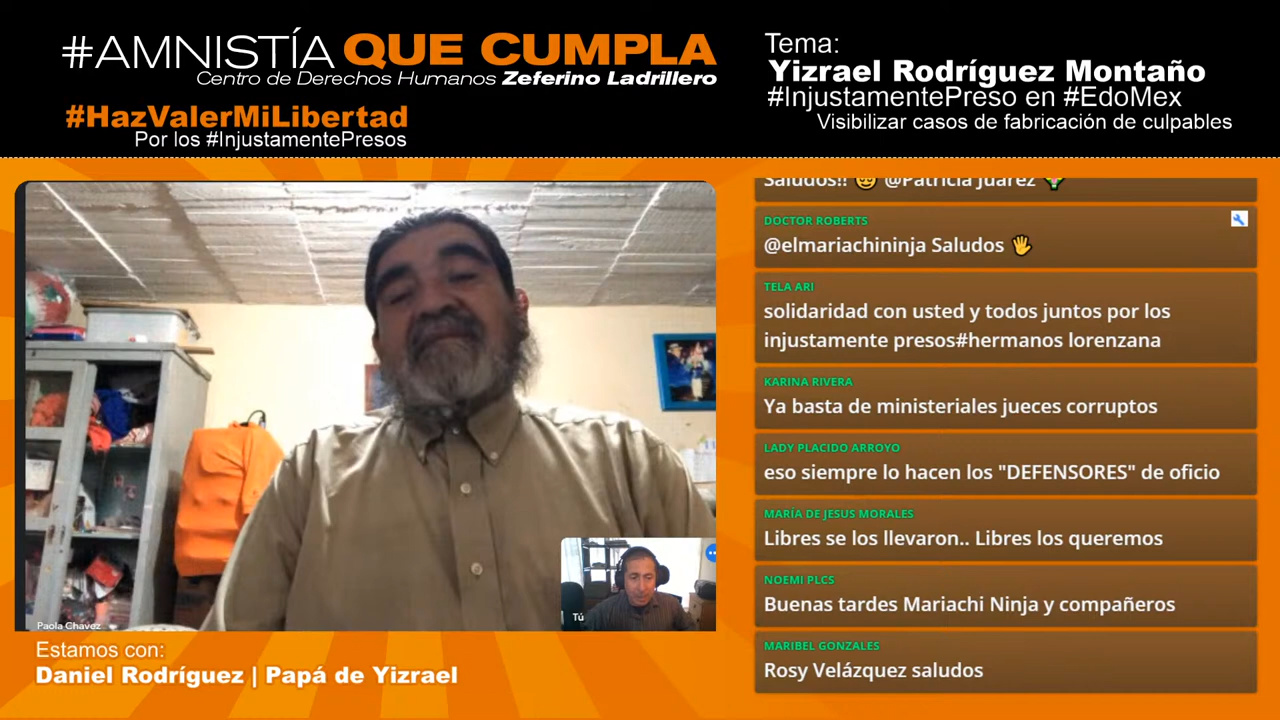 #AMNISTÍA QUE CUMPLA
Centro de Derechos Humanos Zeferino Ladrillero
#HazValerMiLibertad
Por los #InjustamentePresos
Tema:
Yizrael Rodríguez Montaño
#InjustamentePreso en #EdoMex
Visibilizar casos de fabricación de culpables
Saludos!! @Patricia Juarez
DOCTOR ROBERTS
@elmariachininja Saludos
TELA ARI
solidaridad con usted y todos juntos por los
injustamente presos#hermanos lorenzana
KARINA RIVERA
Ya basta de ministeriales jueces corruptos
LADY PLACIDO ARROYO
eso siempre lo hacen los "DEFENSORES" de oficio
MARÍA DE JESUS MORALES
Libres se los llevaron.. Libres los queremos
NOEMI PLCS
Buenas tardes Mariachi Ninja y compañeros
MARIBEL GONZALES
Rosy Velázquez saludos
Tú
Paola Chavez
Estamos con:
Daniel Rodríguez | Papá de Yizrael